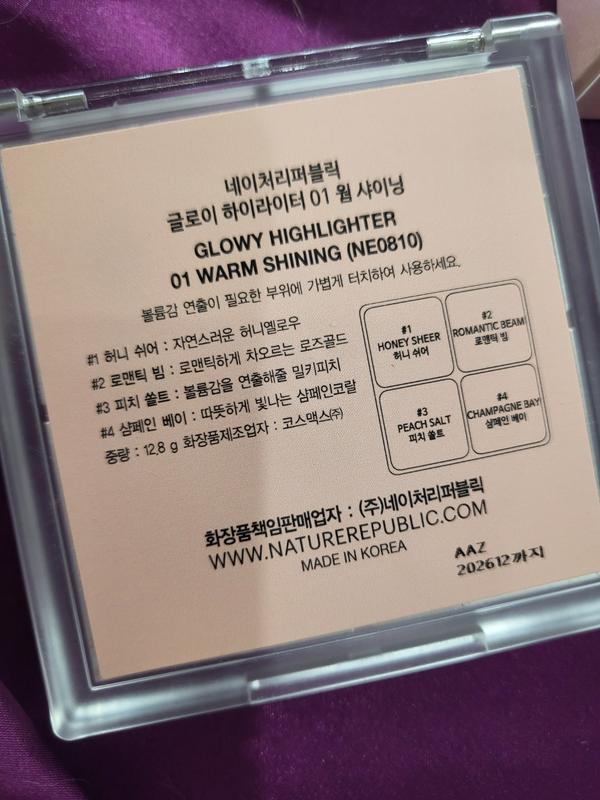 네이처리퍼블릭
글로이 하이라이터 01 웜 샤이닝
GLOWY HIGHLIGHTER
01 WARM SHINING (NE0810)
볼륨감 연출이 필요한 부위에 가볍게 터치하여 사용하세요.
#1 허니 쉬어 : 자연스러운 허니옐로우
#2 로맨틱 빔 : 로맨틱하게 차오르는 로즈골드
#3 피치 쏠트 : 볼륨감을 연출해줄 밀키피치
#4 샴페인 베이 : 따뜻하게 빛나는 샴페인코랄
중량 : 12.8 g 화장품제조업자 : 코스맥스㈜
#1
HONEY SHEER
허니 쉬어
#2
ROMANTIC BEAM
로맨틱 빔
#3
PEACH SALT
피치 쏠트
#4
CHAMPAGNE BAY
샴페인 베이
화장품책임판매업자 : (주)네이처리퍼블릭
WWW.NATUREREPUBLIC.COM
MADE IN KOREA
AAZ
202612까지